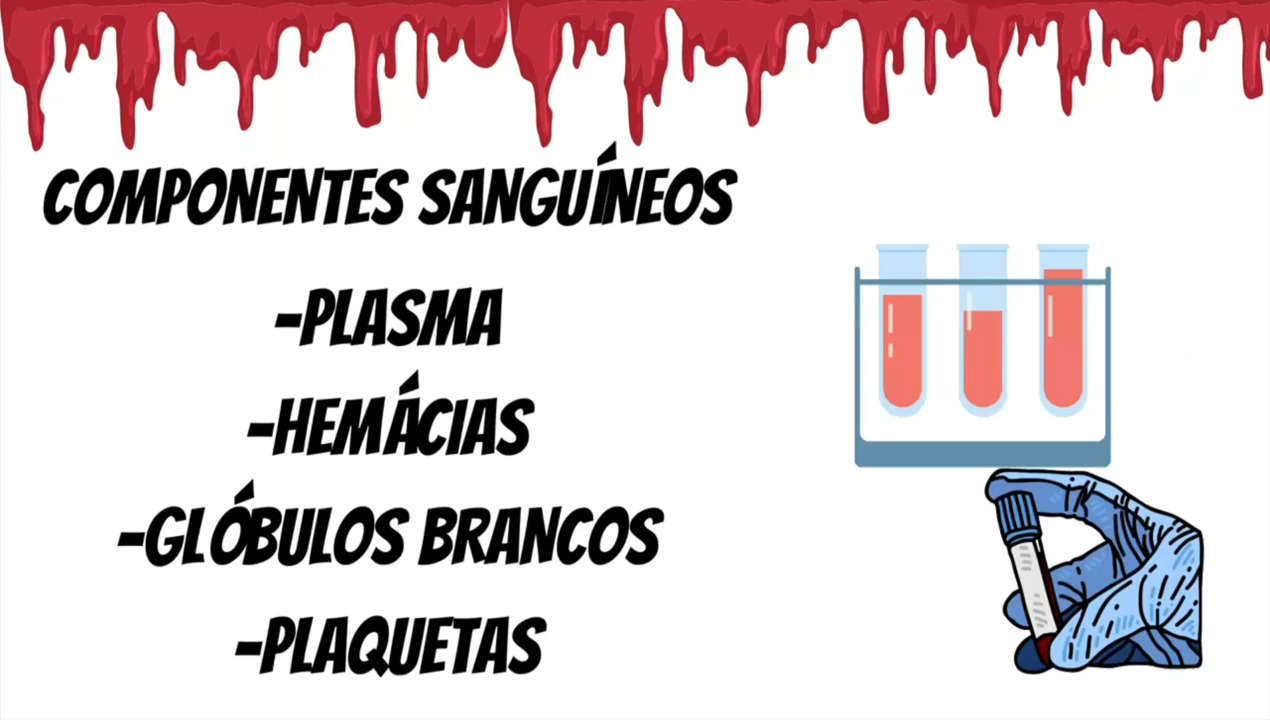 COMPONENTES SANGUÍNEOS
-PLASMA
-HEMÁCIAS
-GLÓBULOS BRANCOS
-PLAQUETAS